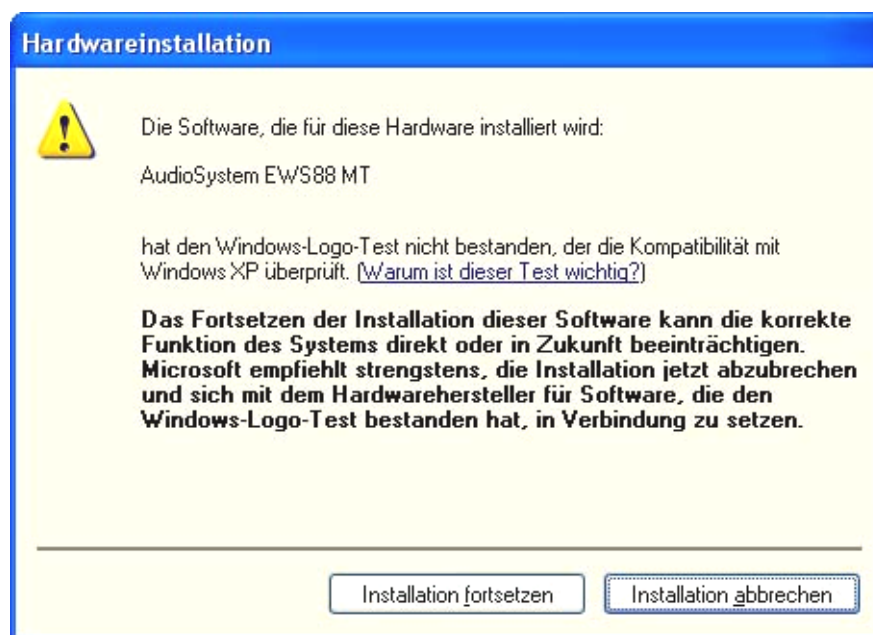 Hardwareinstallation
Die Software, die für diese Hardware installiert wird:
AudioSystem EWS88 MT
hat den Windows-Logo-Test nicht bestanden, der die Kompatibilität mit
Windows XP überprüft. (Warum ist dieser Test wichtig?)
Das Fortsetzen der Installation dieser Software kann die korrekte
Funktion des Systems direkt oder in Zukunft beeinträchtigen.
Microsoft empfiehlt strengstens, die Installation jetzt abzubrechen
und sich mit dem Hardwarehersteller für Software, die den
Windows-Logo-Test bestanden hat, in Verbindung zu setzen.
Installation fortsetzen Installation abbrechen